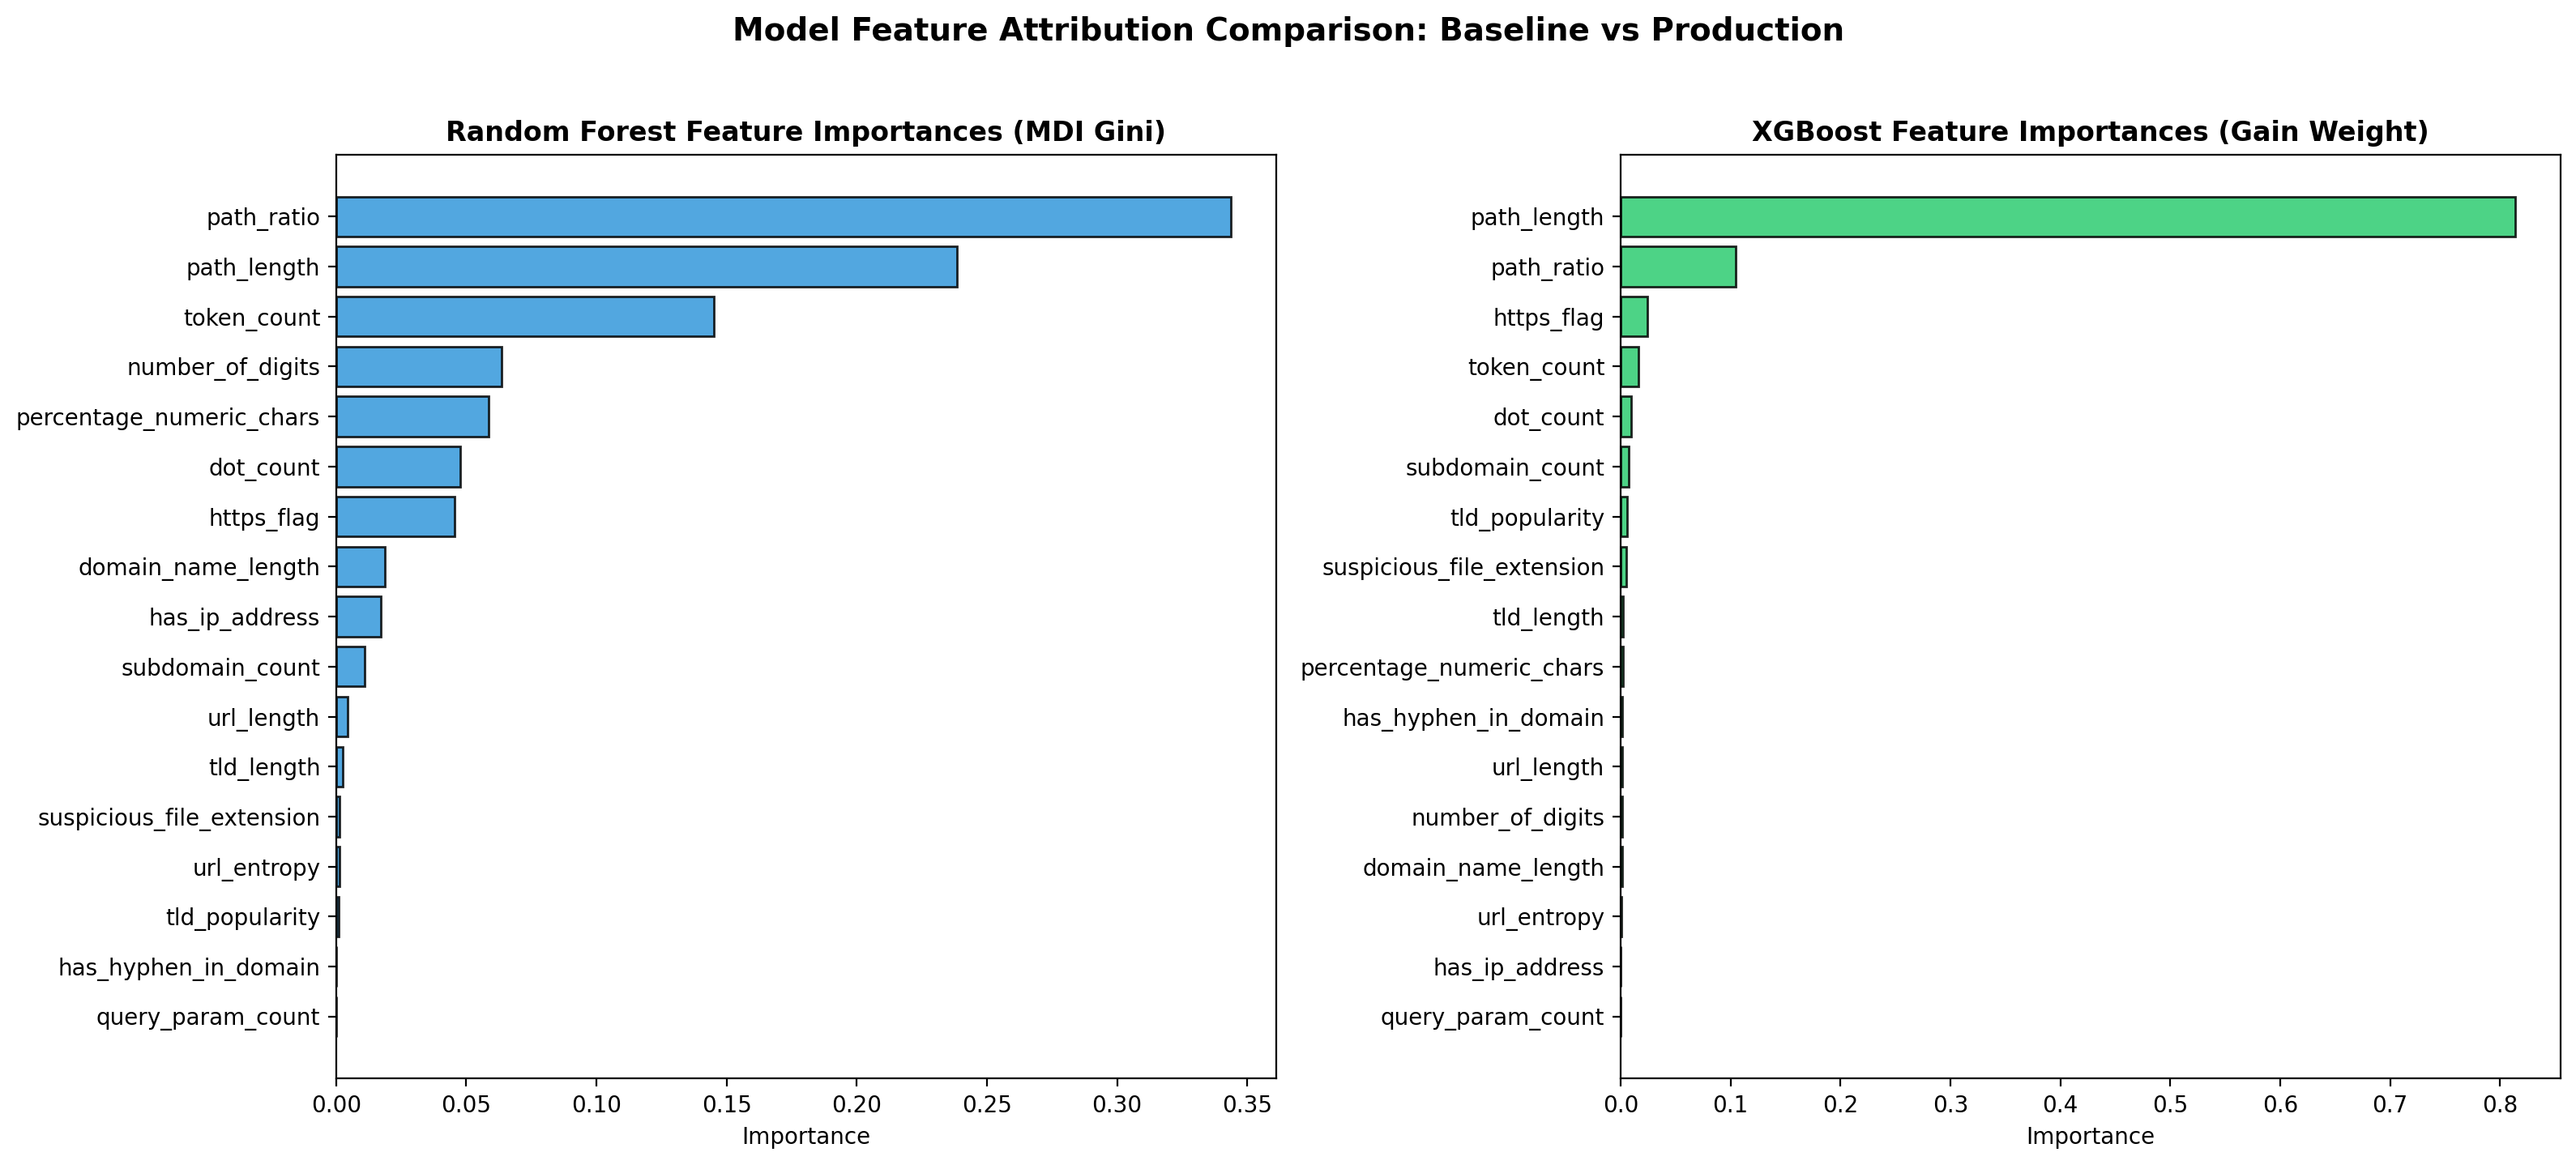 Model Feature Attribution Comparison: Baseline vs Production
Random Forest Feature Importances (MDI Gini)
path_ratio
path_length
token_count
number_of_digits
percentage_numeric_chars
dot_count
https_flag
domain_name_length
has_ip_address
subdomain_count
url_length
tld_length
suspicious_file_extension
url_entropy
tld_popularity
has_hyphen_in_domain
query_param_count
0.00 0.05 0.10 0.15 0.20 0.25 0.30 0.35
Importance
XGBoost Feature Importances (Gain Weight)
path_length
path_ratio
https_flag
token_count
dot_count
subdomain_count
tld_popularity
suspicious_file_extension
tld_length
percentage_numeric_chars
has_hyphen_in_domain
url_length
number_of_digits
domain_name_length
url_entropy
has_ip_address
query_param_count
0.0 0.1 0.2 0.3 0.4 0.5 0.6 0.7 0.8
Importance